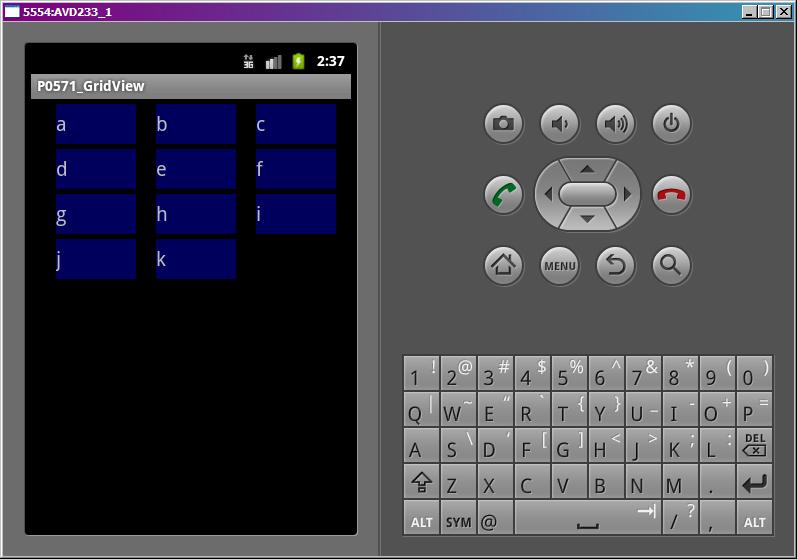 5554:AVD233_1
3G 2:37
P0571_GridView
a b c
d e f
g h i
j k
MENU
1 ! 2 @ 3 # 4 $ 5 % 6 ^ 7 & 8 * 9 ( 0 )
Q | W ~ E “ R ` T { Y } U _ I - O + P =
A S \ D ‘ F [ G ] H < J > K ; L : DEL
Z X C V B N M .
ALT SYM @ / ? , ALT